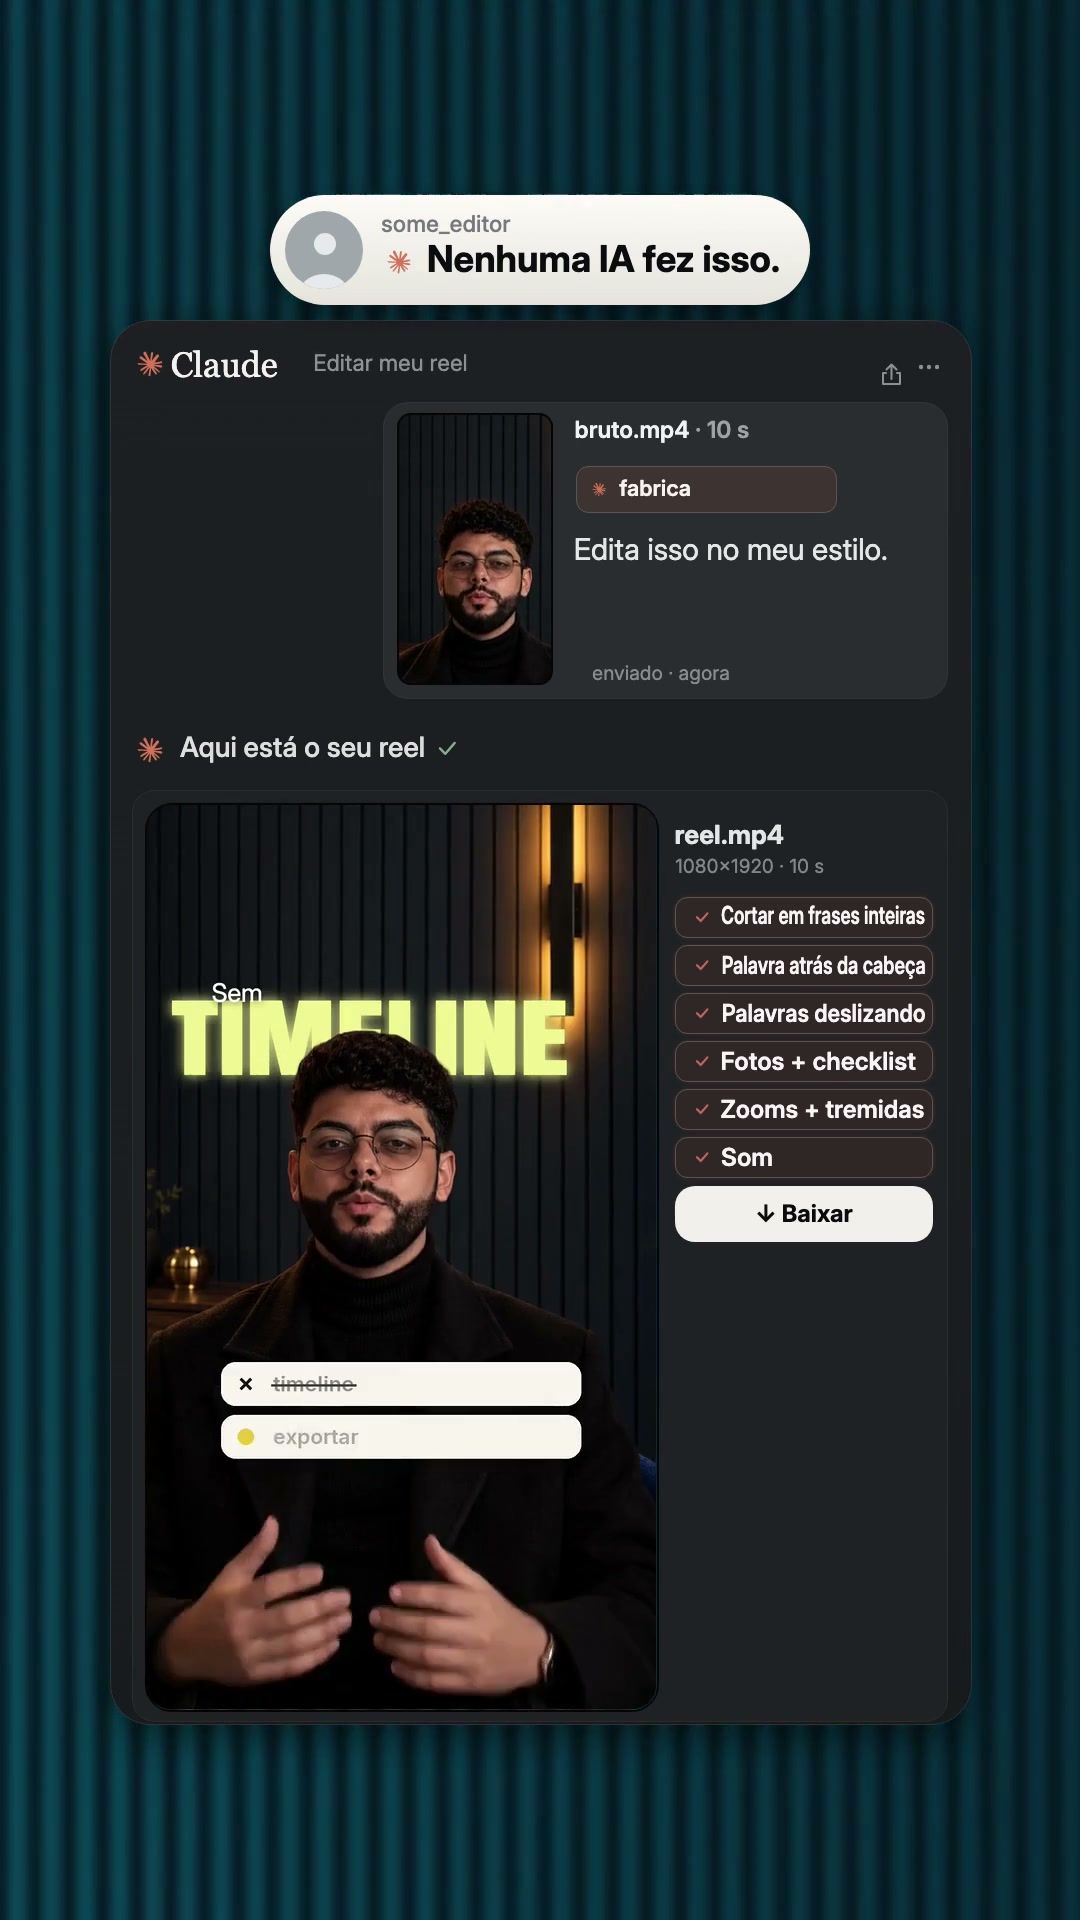 some_editor
Nenhuma IA fez isso.
Claude
Editar meu reel
bruto.mp4 · 10 s
fabrica
Edita isso no meu estilo.
enviado · agora
Aqui está o seu reel ✓
Sem
TIMELINE
timeline
exportar
reel.mp4
1080×1920 · 10 s
Cortar em frases inteiras
Palavra atrás da cabeça
Palavras deslizando
Fotos + checklist
Zooms + tremidas
Som
↓ Baixar